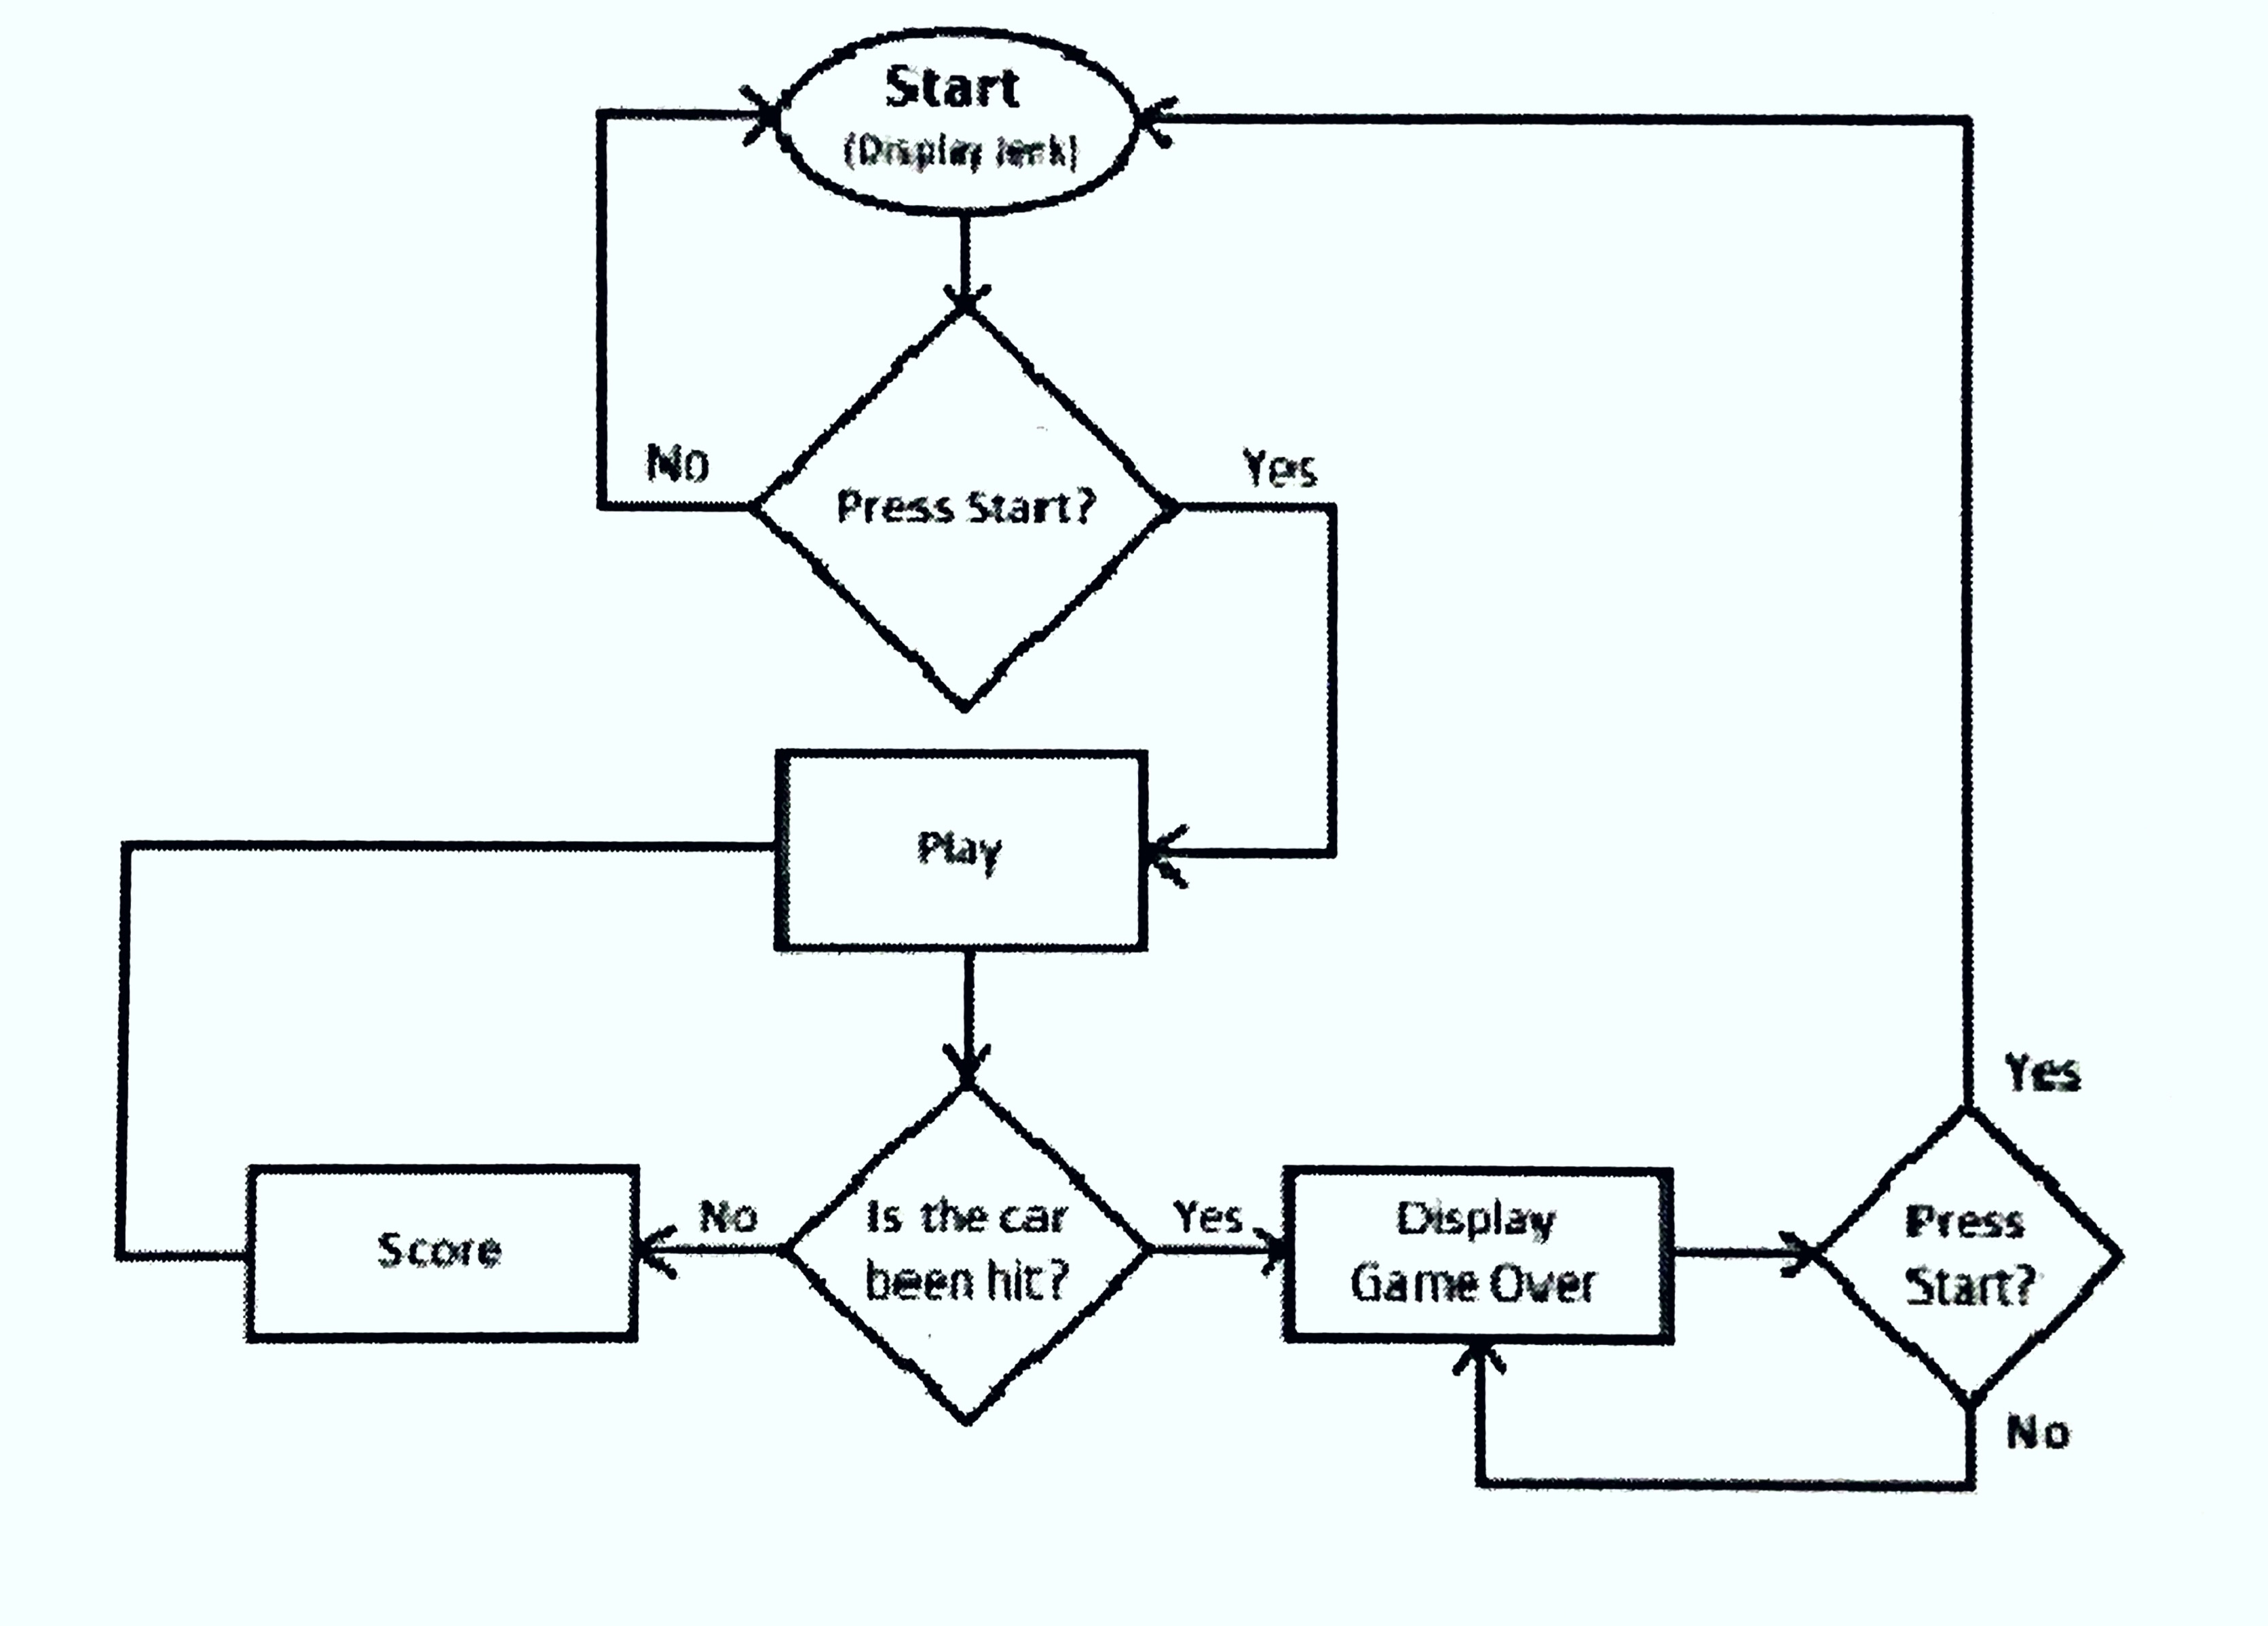 Start
(Display
No
Yes
Press Start?
Play
Yes
Score
No
Is the car
been hit?
Yes
Display
Game Over
Press
Start?
No